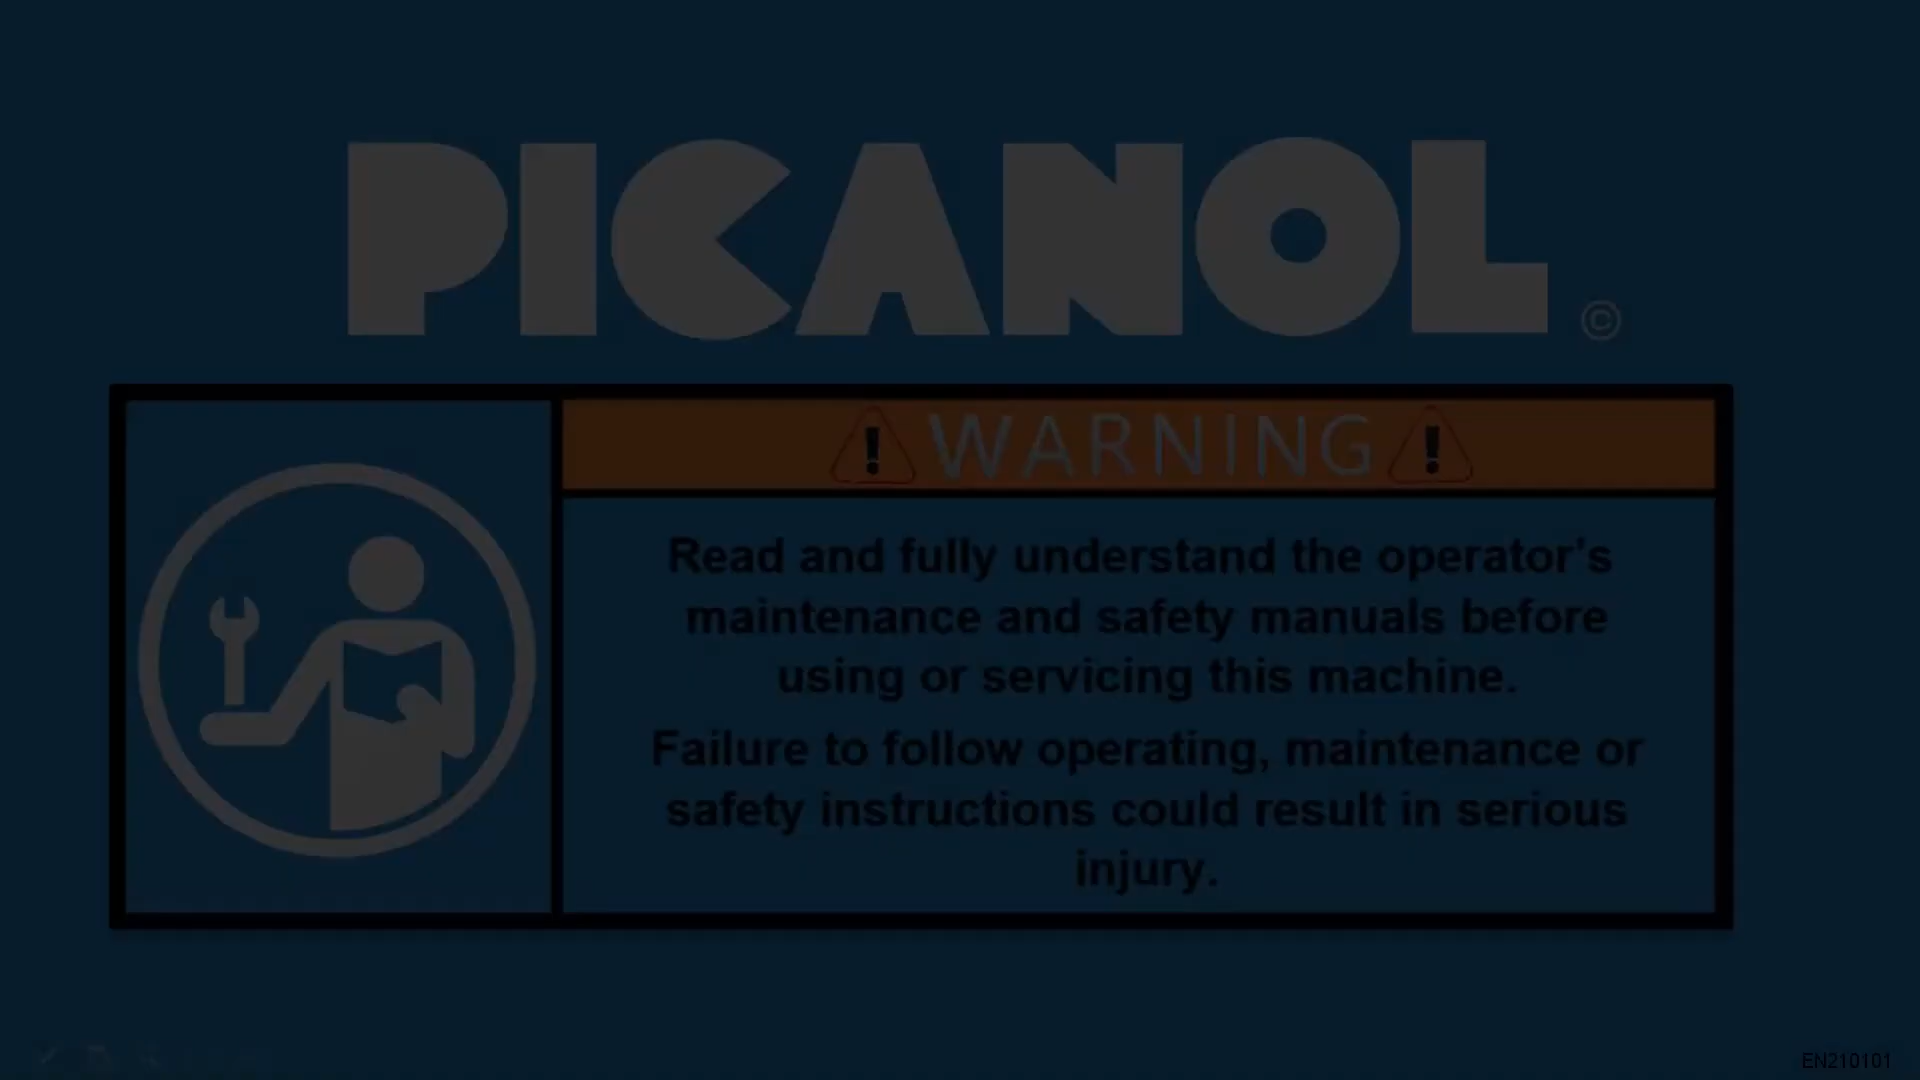 PICANOL ©
! WARNING !
Read and fully understand the operator's
maintenance and safety manuals before
using or servicing this machine.
Failure to follow operating, maintenance or
safety instructions could result in serious
injury.
EN210101